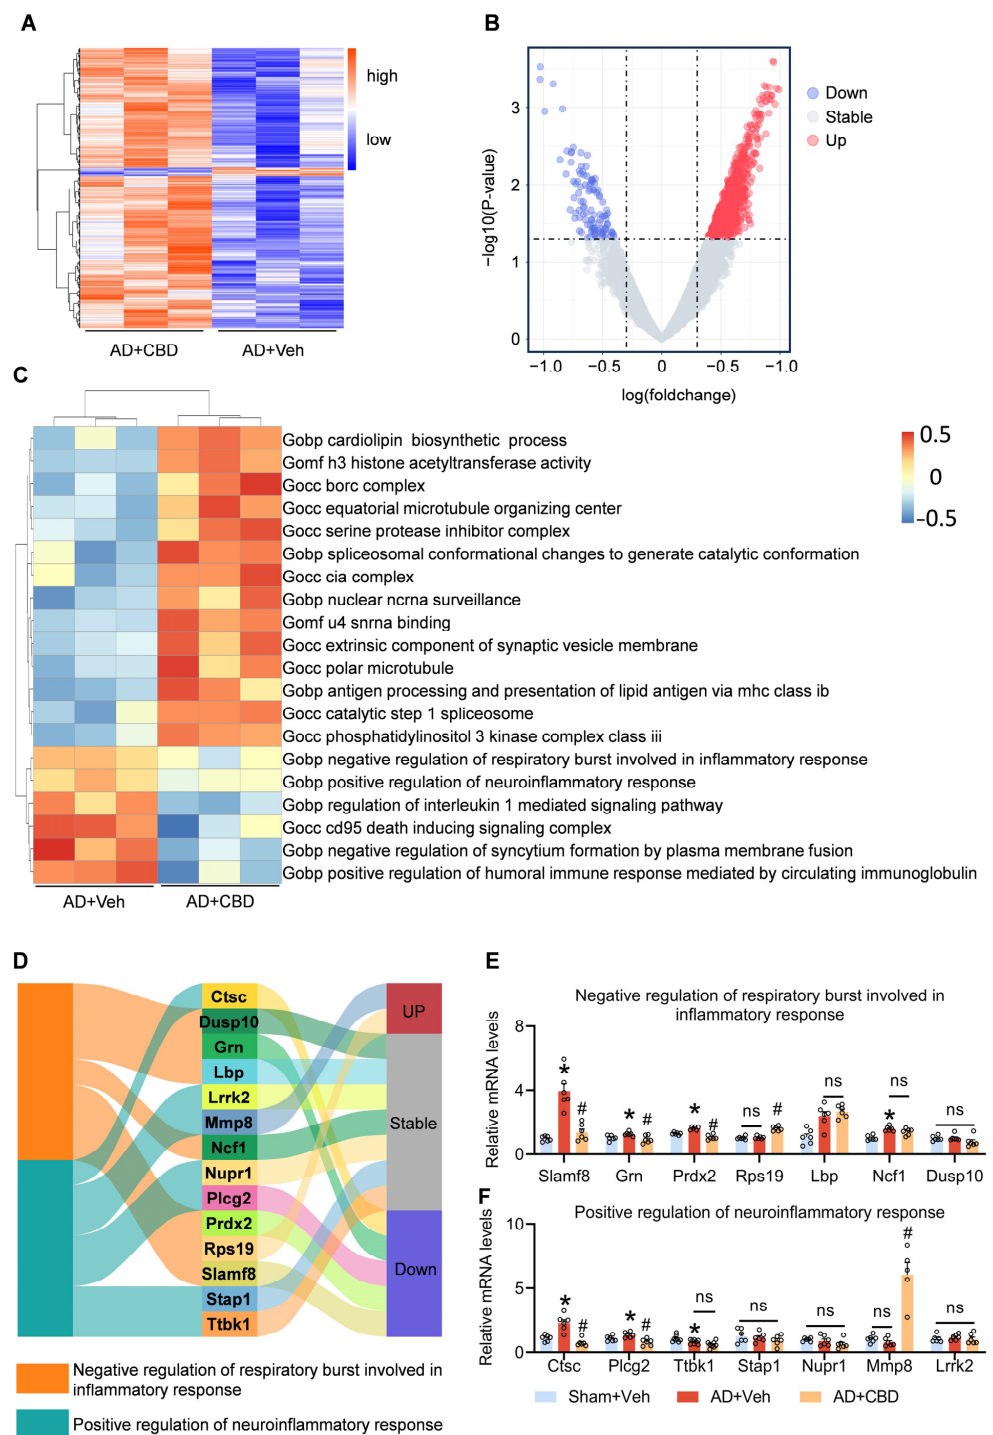 A
high
low
AD+CBD
AD+Veh
B
−log10(P-value)
3
2
1
0
−1.0
−0.5
0
−0.5
−1.0
log(foldchange)
Down
Stable
Up
C
Gobp cardiolipin biosynthetic process
Gomf h3 histone acetyltransferase activity
Gocc borc complex
Gocc equatorial microtubule organizing center
Gocc serine protease inhibitor complex
Gobp spliceosomal conformational changes to generate catalytic conformation
Gocc cia complex
Gobp nuclear ncrna surveillance
Gomf u4 snrna binding
Gocc extrinsic component of synaptic vesicle membrane
Gocc polar microtubule
Gobp antigen processing and presentation of lipid antigen via mhc class ib
Gocc catalytic step 1 spliceosome
Gocc phosphatidylinositol 3 kinase complex class iii
Gobp negative regulation of respiratory burst involved in inflammatory response
Gobp positive regulation of neuroinflammatory response
Gobp regulation of interleukin 1 mediated signaling pathway
Gocc cd95 death inducing signaling complex
Gobp negative regulation of syncytium formation by plasma membrane fusion
Gobp positive regulation of humoral immune response mediated by circulating immunoglobulin
AD+Veh
AD+CBD
0.5
0
−0.5
D
Ctsc
Dusp10
Grn
Lbp
Lrrk2
Mmp8
Ncf1
Nupr1
Plcg2
Prdx2
Rps19
Slamf8
Stap1
Ttbk1
UP
Stable
Down
Negative regulation of respiratory burst involved in
inflammatory response
Positive regulation of neuroinflammatory response
E
Negative regulation of respiratory burst involved in
inflammatory response
Relative mRNA levels
8
4
0
*
#
*
#
*
#
ns
#
ns
*
ns
ns
Slamf8
Grn
Prdx2
Rps19
Lbp
Ncf1
Dusp10
F
Positive regulation of neuroinflammatory response
Relative mRNA levels
10
5
0
*
#
*
#
*
ns
ns
ns
ns
#
ns
Ctsc
Plcg2
Ttbk1
Stap1
Nupr1
Mmp8
Lrrk2
Sham+Veh
AD+Veh
AD+CBD